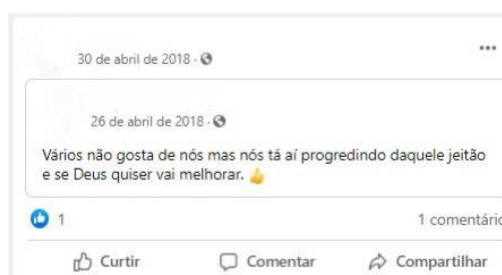 30 de abril de 2018 ·
26 de abril de 2018 ·
Vários não gosta de nós mas nós tá aí progredindo daquele jeitão
e se Deus quiser vai melhorar. 👍
1 1 comentário
Curtir Comentar Compartilhar